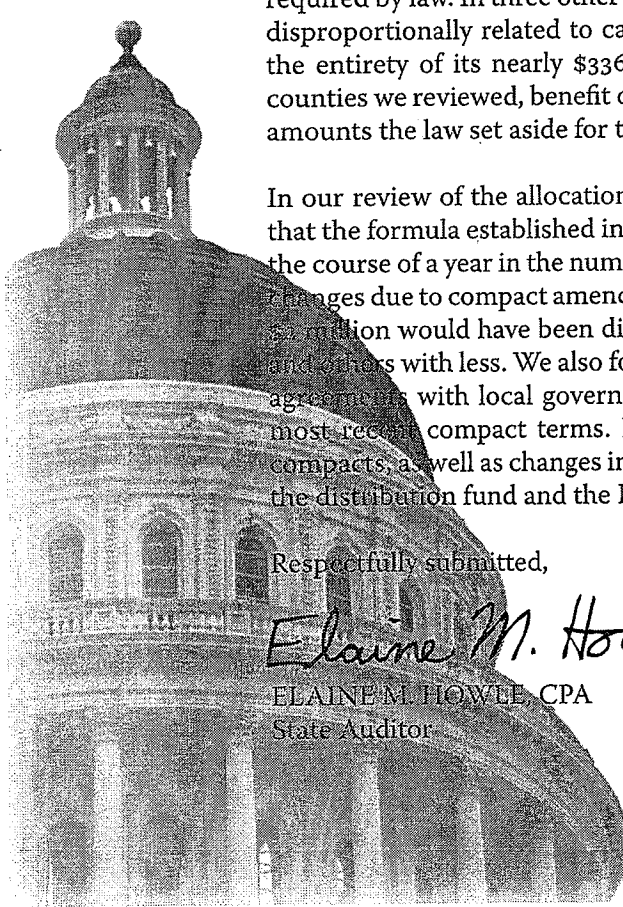 required by law. In three other
disproportionally related to ca
the entirety of its nearly $336
counties we reviewed, benefit
amounts the law set aside for t
In our review of the allocation
that the formula established in
the course of a year in the num
changes due to compact amend
million would have been di
and others with less. We also fo
agreements with local govern
most recent compact terms.
compacts, as well as changes in
the distribution fund and the
Respectfully submitted,
Elaine M. Ho
ELAINE M. HOWLE, CPA
State Auditor